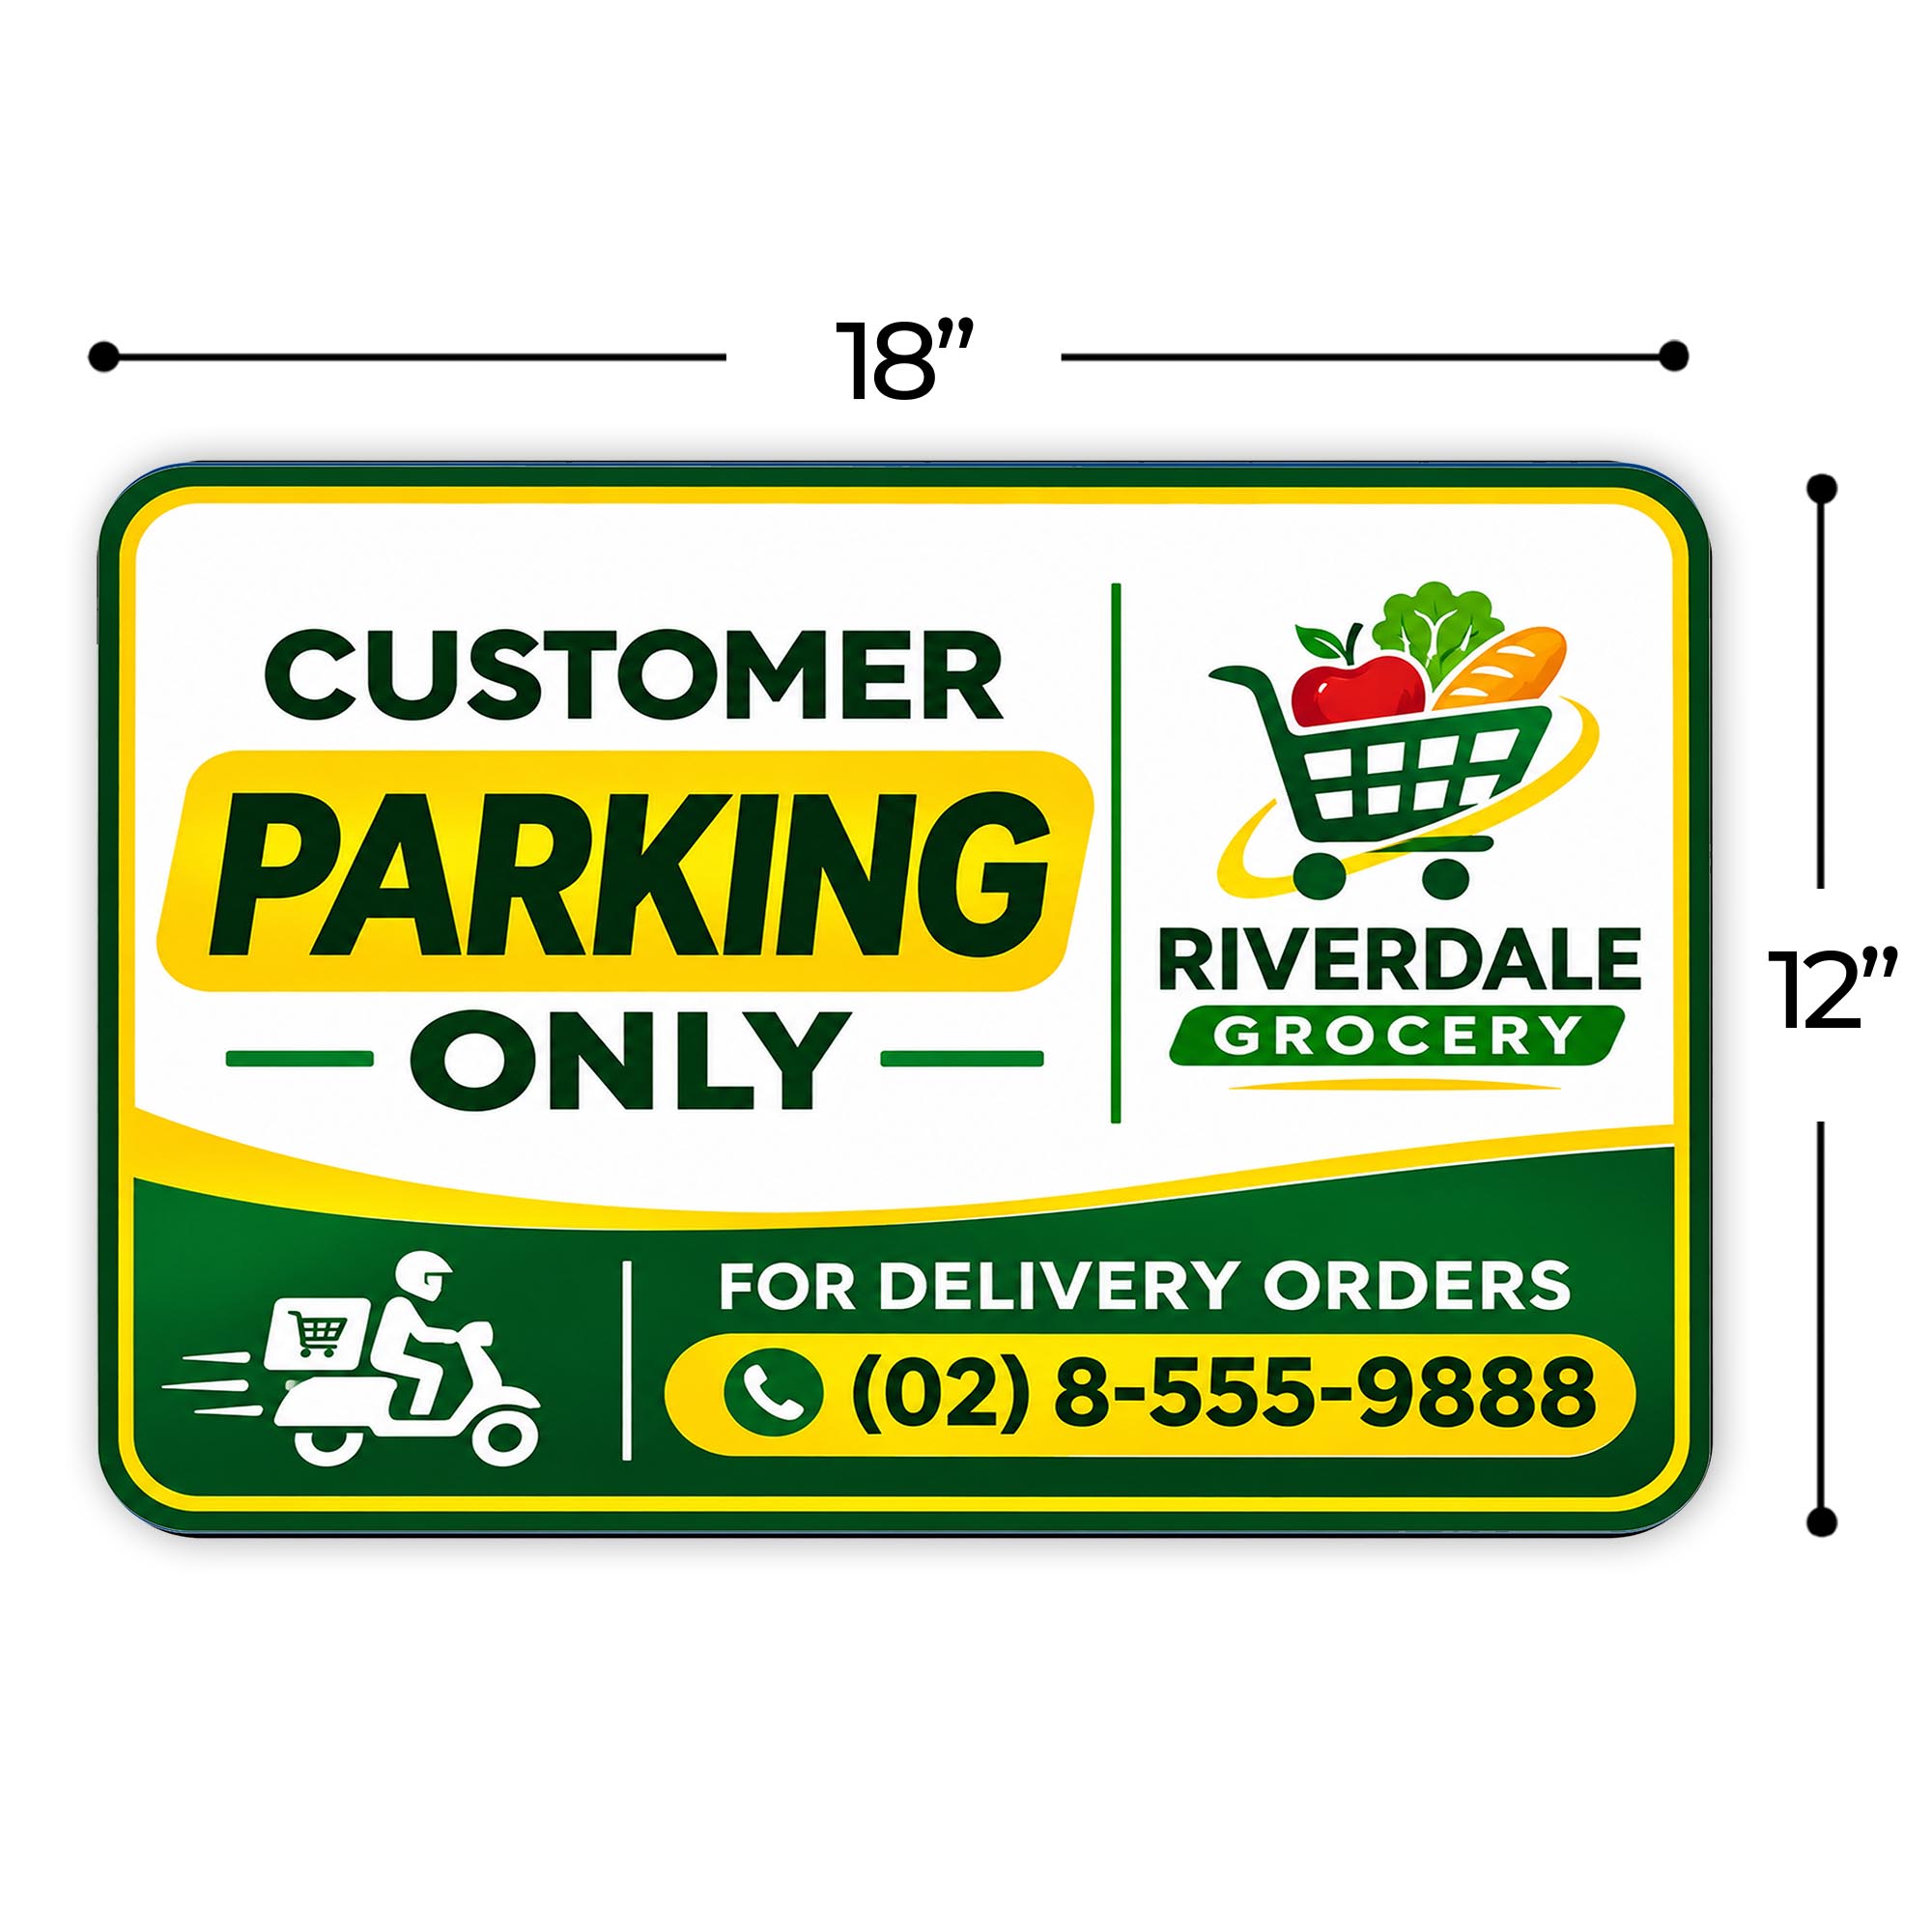 18”
CUSTOMER
PARKING
ONLY
RIVERDALE
GROCERY
12”
FOR DELIVERY ORDERS
(02) 8-555-9888